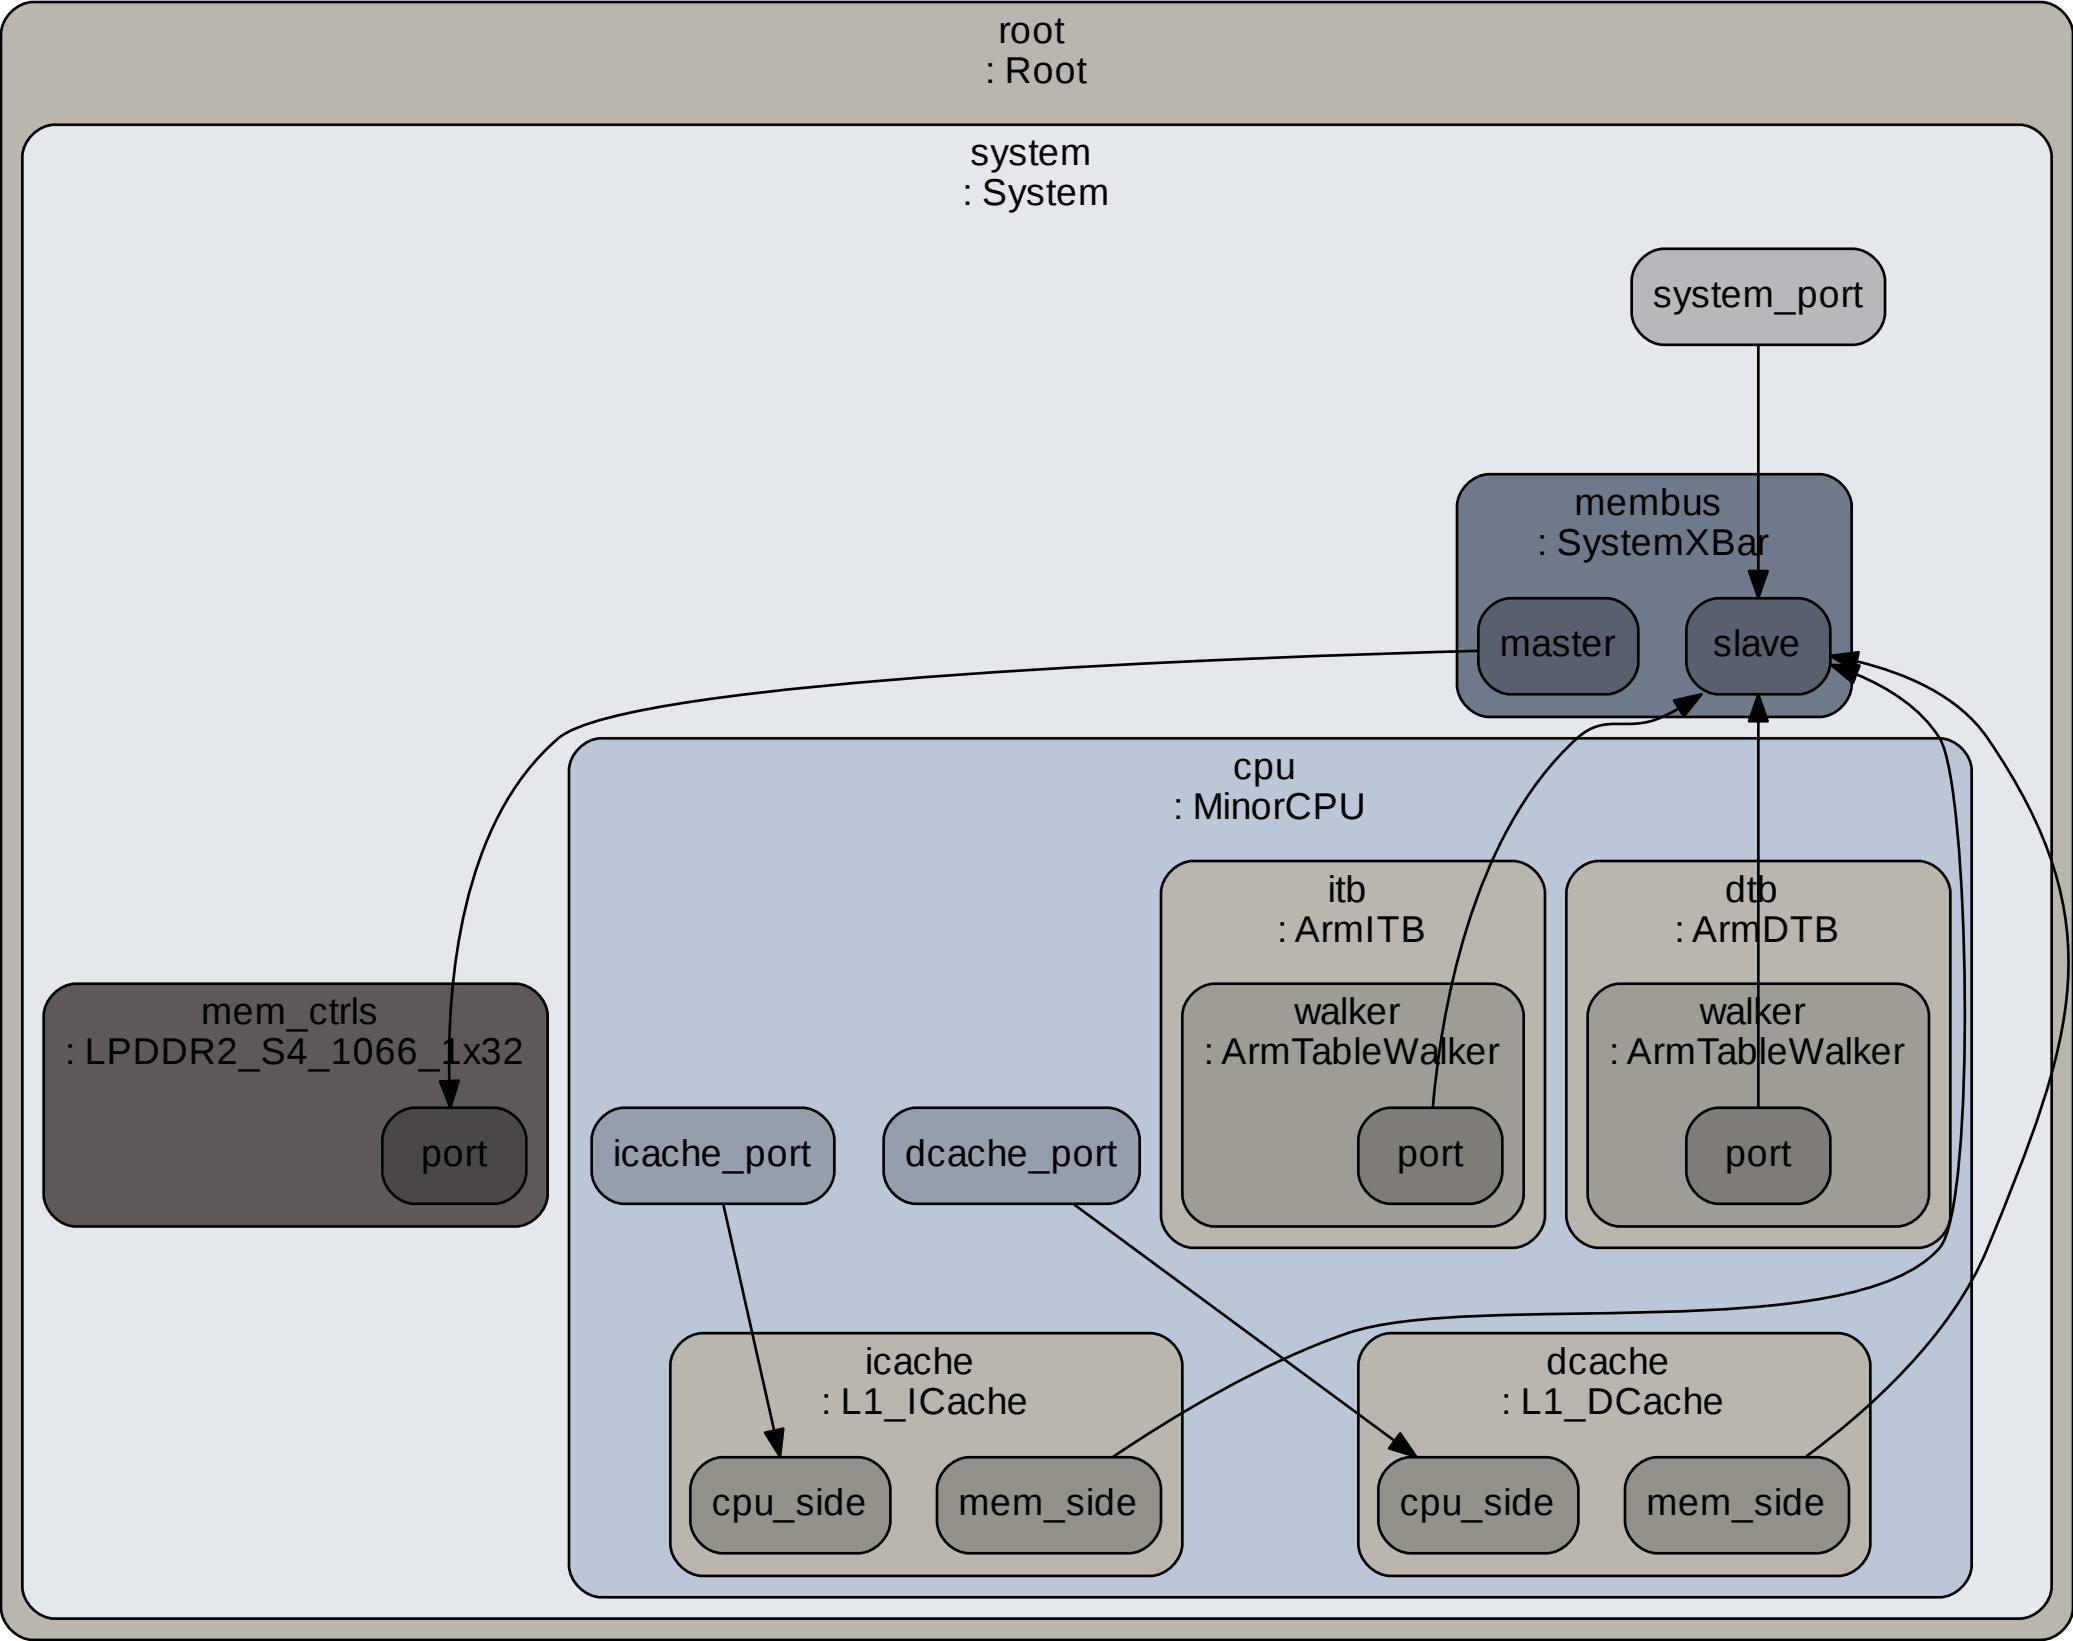 root
: Root
system
: System
system_port
membus
: SystemXBar
master
slave
cpu
: MinorCPU
itb
: ArmITB
dtb
: ArmDTB
mem_ctrls
: LPDDR2_S4_1066_1x32
walker
: ArmTableWalker
walker
: ArmTableWalker
port
icache_port
dcache_port
port
port
icache
: L1_ICache
dcache
: L1_DCache
cpu_side
mem_side
cpu_side
mem_side